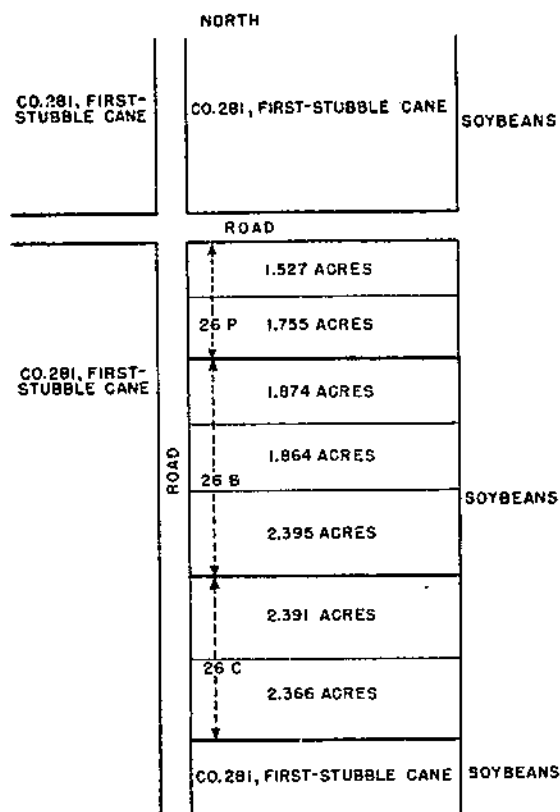 NORTH
CO.281, FIRST-
STUBBLE CANE
CO.281, FIRST-STUBBLE CANE
SOYBEANS
ROAD
1.527 ACRES
26 P
1.755 ACRES
CO.281, FIRST-
STUBBLE CANE
1.874 ACRES
1.864 ACRES
ROAD
26 B
SOYBEANS
2.395 ACRES
2.391 ACRES
26 C
2.366 ACRES
CO.281, FIRST-STUBBLE CANE
SOYBEANS